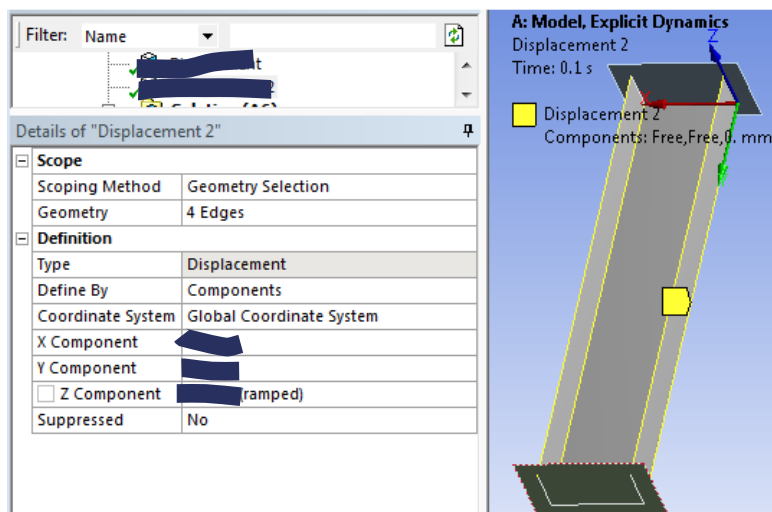 Filter: Name
A: Model, Explicit Dynamics
Displacement 2
Time: 0.1 s
Displacement 2
Components: Free,Free,0. mm
Z
X
Details of "Displacement 2"
Scope
Scoping Method Geometry Selection
Geometry 4 Edges
Definition
Type Displacement
Define By Components
Coordinate System Global Coordinate System
X Component
Y Component
Z Component (ramped)
Suppressed No